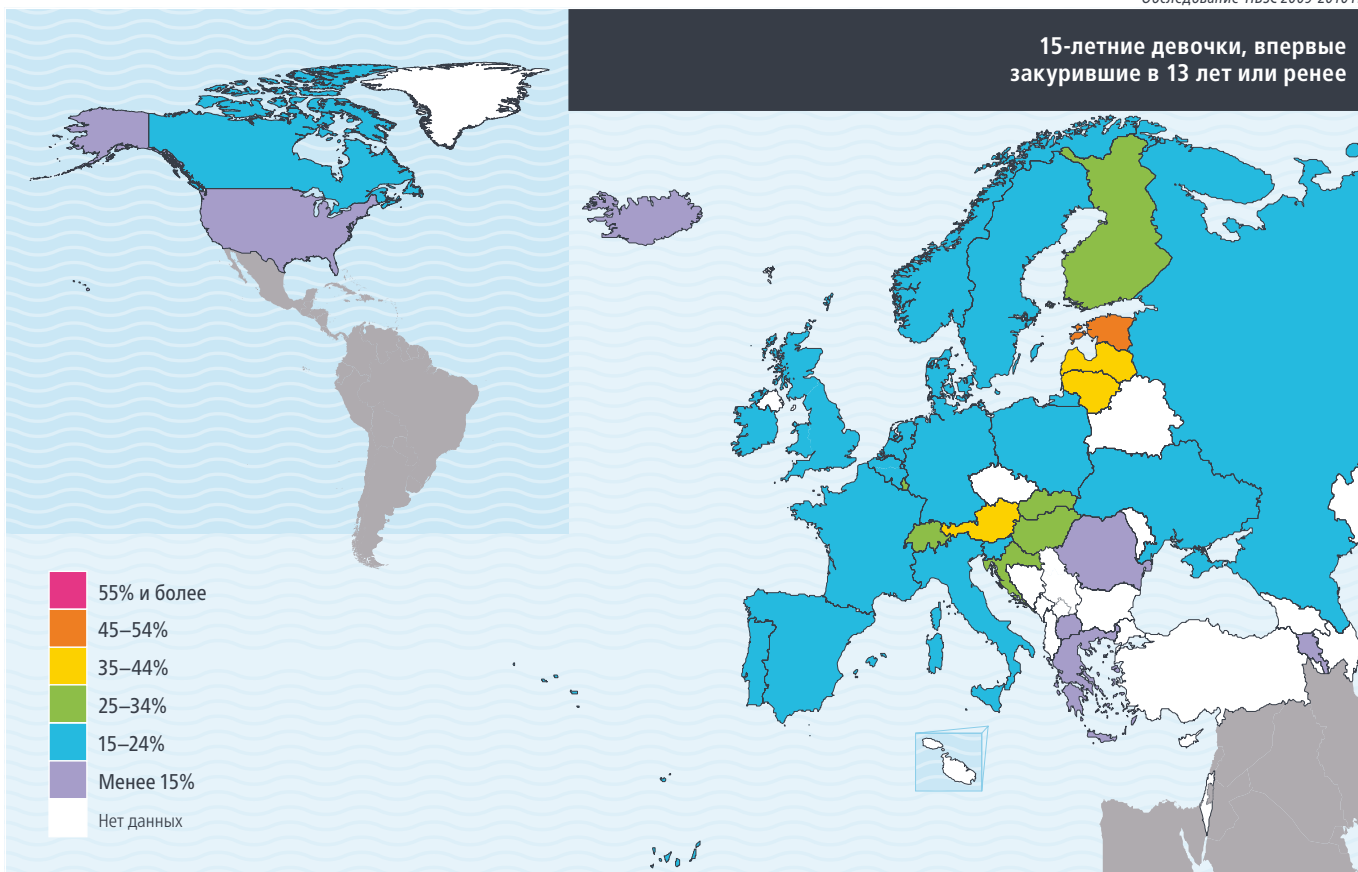 15-летние девочки, впервые
закурившие в 13 лет или ренее
55% и более
45–54%
35–44%
25–34%
15–24%
Менее 15%
Нет данных